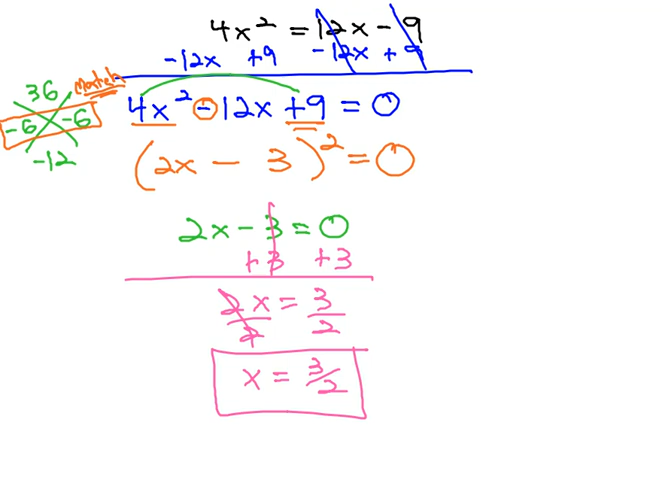 4x² = 12x - 9
-12x +9 -12x + 9
36 match
4x² - 12x + 9 = 0
-6 -6
-12
(2x - 3)² = 0
2x - 3 = 0
+3 +3
2x = 3
2 2
x = 3/2